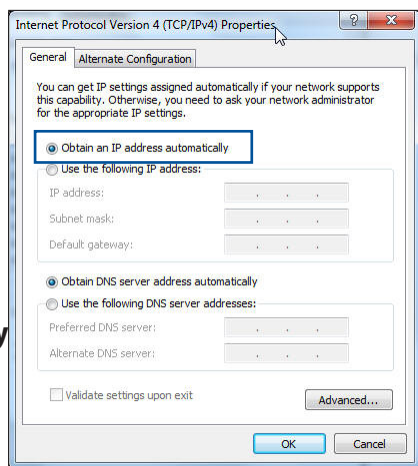 Internet Protocol Version 4 (TCP/IPv4) Properties
General
Alternate Configuration
You can get IP settings assigned automatically if your network supports
this capability. Otherwise, you need to ask your network administrator
for the appropriate IP settings.
Obtain an IP address automatically
Use the following IP address:
IP address:
Subnet mask:
Default gateway:
Obtain DNS server address automatically
Use the following DNS server addresses:
Preferred DNS server:
y
Alternate DNS server:
Validate settings upon exit
Advanced...
OK
Cancel